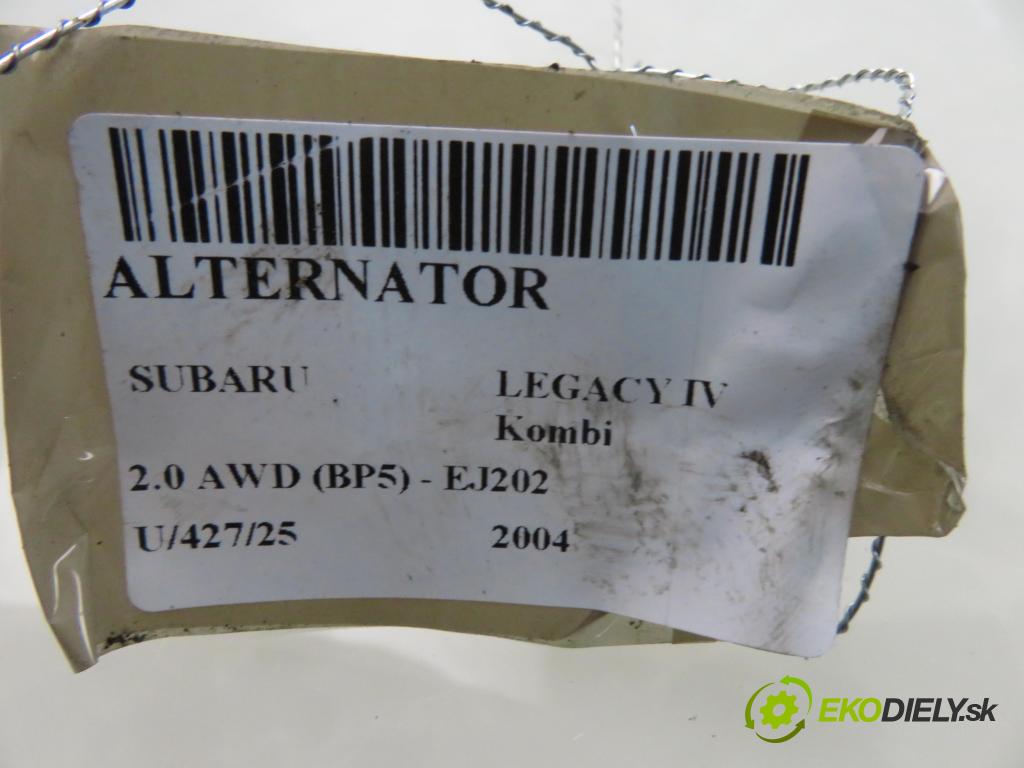 ALTERNATOR
SUBARU LEGACY IV
Kombi
2.0 AWD (BP5) - EJ202
U/427/25 2004
EKODIELY.sk